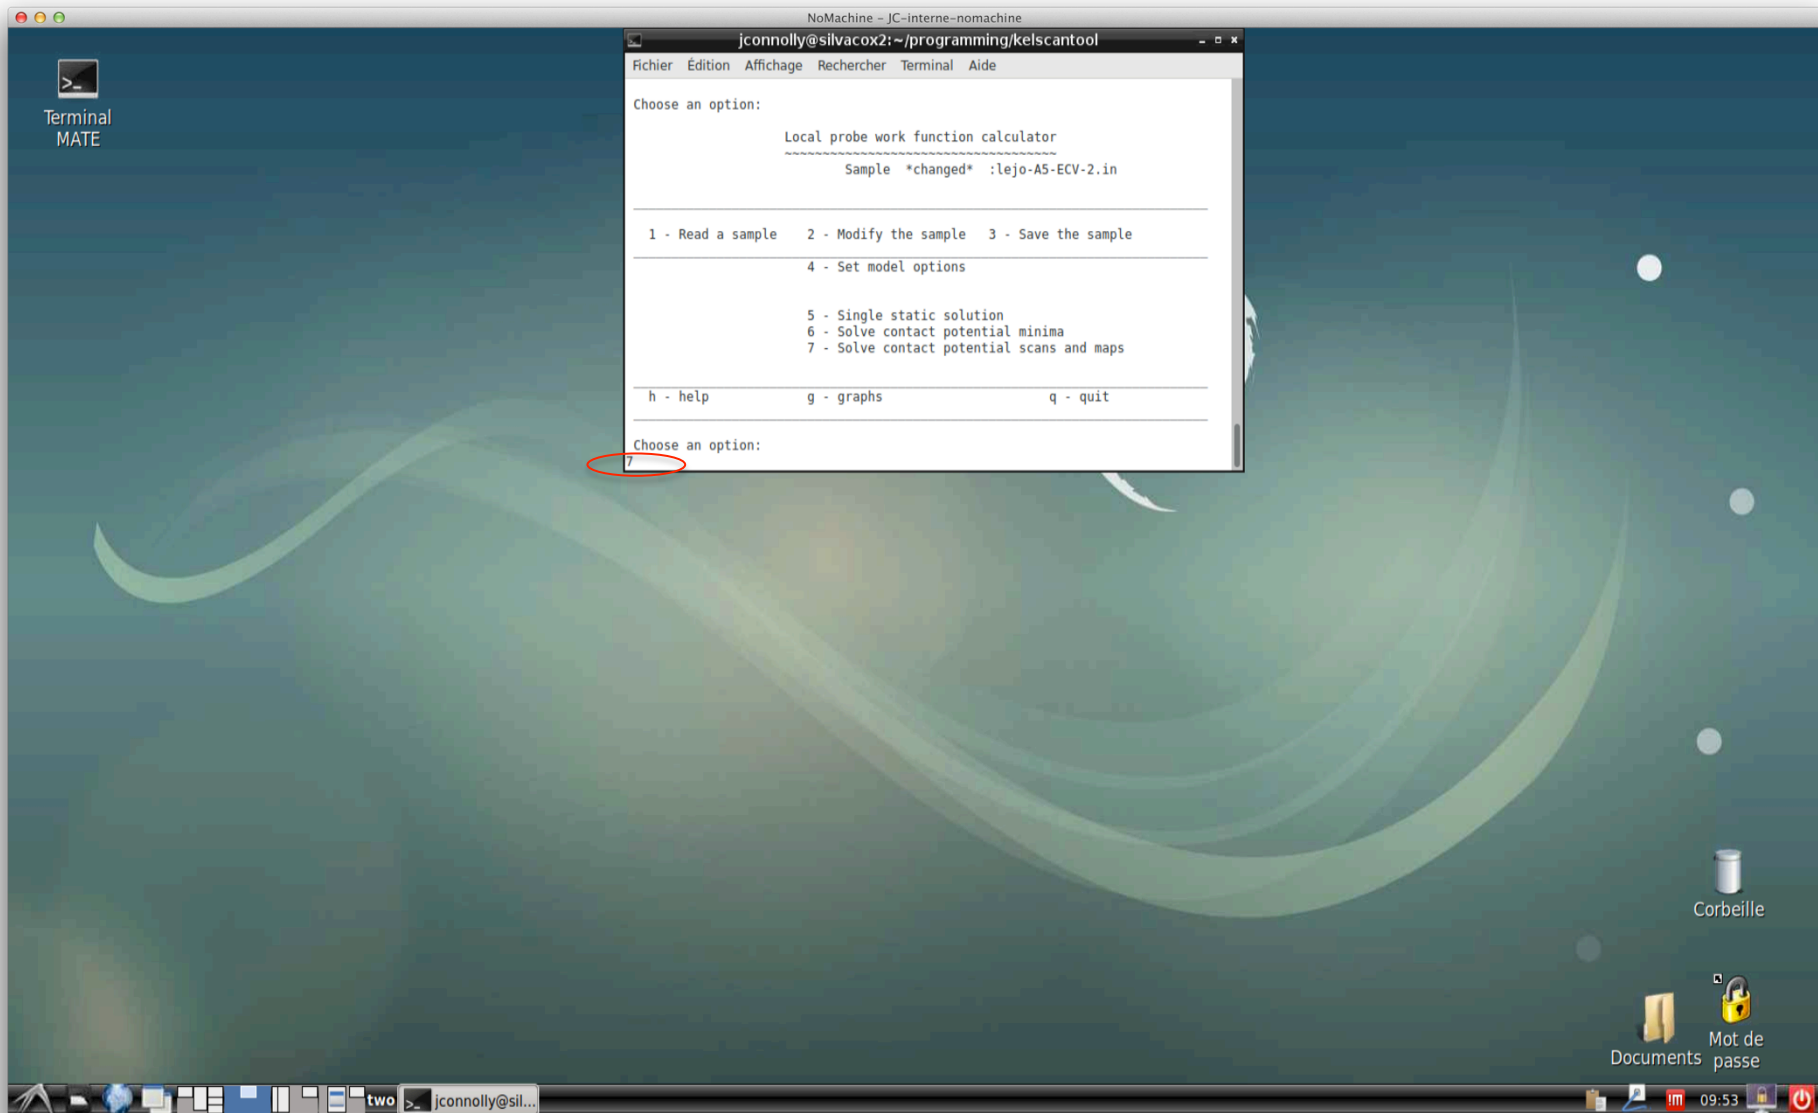 NoMachine - JC-interne-nomachine
jconnolly@silvacox2:~/programming/kelscantool
Fichier Édition Affichage Rechercher Terminal Aide
Choose an option:
Local probe work function calculator
~~~~~~~~~~~~~~~~~~~~~~~~~~~~~~~~~~~~
Sample *changed* :lejo-A5-ECV-2.in
1 - Read a sample 2 - Modify the sample 3 - Save the sample
4 - Set model options
5 - Single static solution
6 - Solve contact potential minima
7 - Solve contact potential scans and maps
h - help g - graphs q - quit
Choose an option:
7
Terminal
MATE
Corbeille
Documents
Mot de
passe
two
jconnolly@sil...
!M
09:53